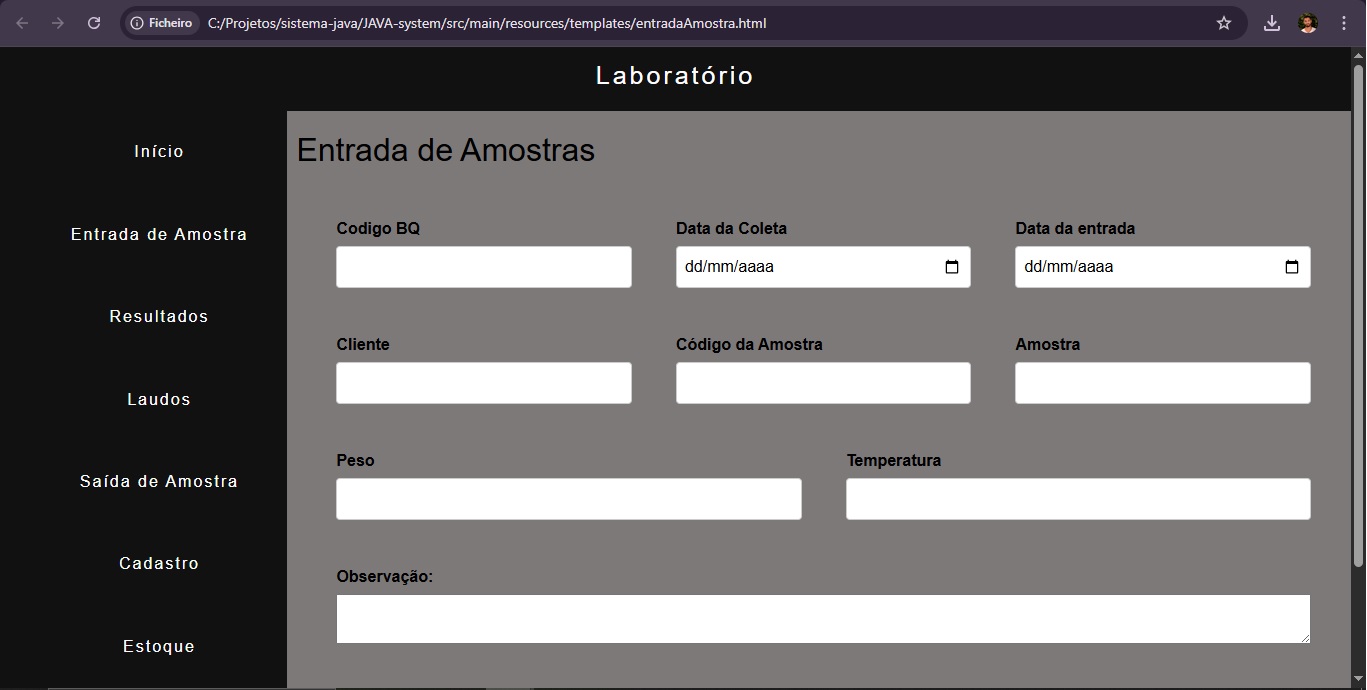 Ficheiro C:/Projetos/sistema-java/JAVA-system/src/main/resources/templates/entradaAmostra.html
Laboratório
Início
Entrada de Amostra
Resultados
Laudos
Saída de Amostra
Cadastro
Estoque
Entrada de Amostras
Codigo BQ Data da Coleta Data da entrada
dd/mm/aaaa dd/mm/aaaa
Cliente Código da Amostra Amostra
Peso Temperatura
Observação: